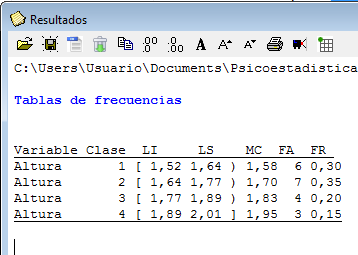 Resultados
.00 .0 A A A
C:\Users\Usuario\Documents\Psicoestadistica
Tablas de frecuencias
Variable Clase LI LS MC FA FR
Altura 1 [ 1,52 1,64 ) 1,58 6 0,30
Altura 2 [ 1,64 1,77 ) 1,70 7 0,35
Altura 3 [ 1,77 1,89 ) 1,83 4 0,20
Altura 4 [ 1,89 2,01 ] 1,95 3 0,15